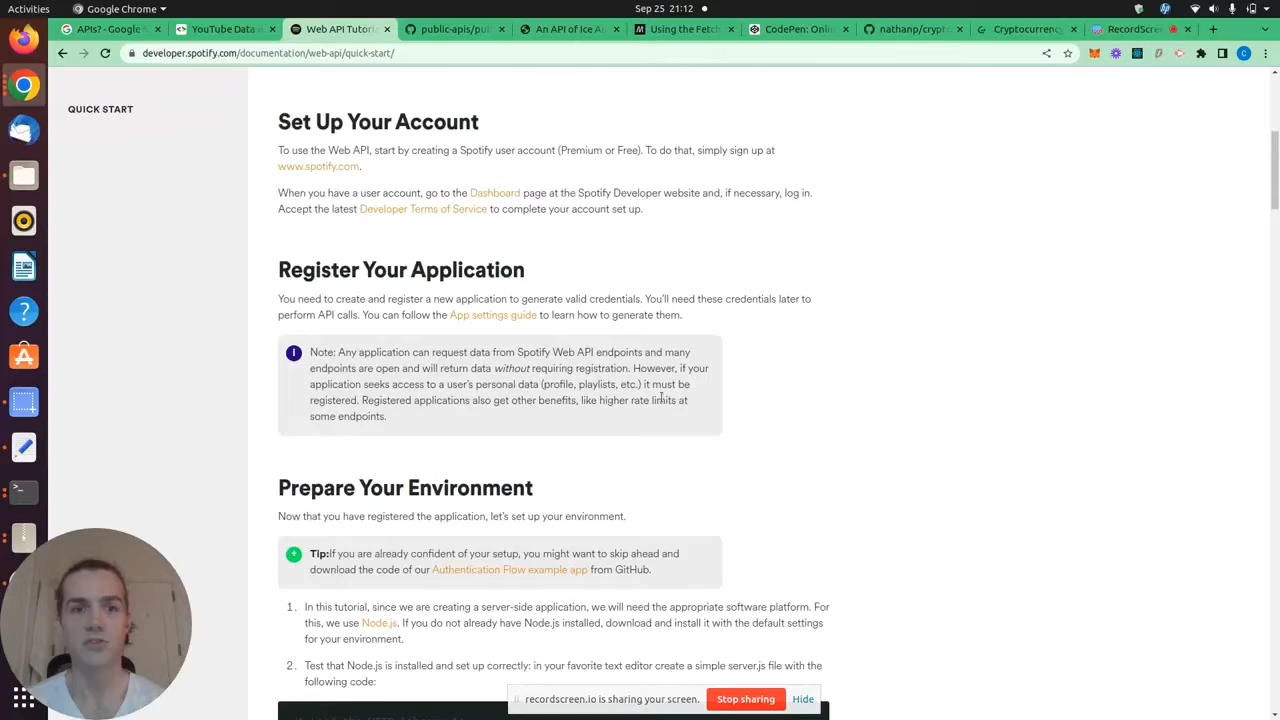 Activities
Google Chrome
Sep 25 21:12
APIs? - Google S
YouTube Data A
Web API Tutoria
public-apis/pub
An API of Ice An
Using the Fetch
CodePen: Onlin
nathanp/crypto
Cryptocurrency
RecordScre
developer.spotify.com/documentation/web-api/quick-start/
C
QUICK START
Set Up Your Account
To use the Web API, start by creating a Spotify user account (Premium or Free). To do that, simply sign up at
www.spotify.com.
When you have a user account, go to the Dashboard page at the Spotify Developer website and, if necessary, log in.
Accept the latest Developer Terms of Service to complete your account set up.
Register Your Application
You need to create and register a new application to generate valid credentials. You'll need these credentials later to
perform API calls. You can follow the App settings guide to learn how to generate them.
Note: Any application can request data from Spotify Web API endpoints and many
endpoints are open and will return data without requiring registration. However, if your
application seeks access to a user's personal data (profile, playlists, etc.) it must be
registered. Registered applications also get other benefits, like higher rate limits at
some endpoints.
Prepare Your Environment
Now that you have registered the application, let's set up your environment.
Tip:If you are already confident of your setup, you might want to skip ahead and
download the code of our Authentication Flow example app from GitHub.
1. In this tutorial, since we are creating a server-side application, we will need the appropriate software platform. For
this, we use Node.js. If you do not already have Node.js installed, download and install it with the default settings
for your environment.
2. Test that Node.js is installed and set up correctly: in your favorite text editor create a simple server.js file with the
following code:
recordscreen.io is sharing your screen.
Stop sharing
Hide